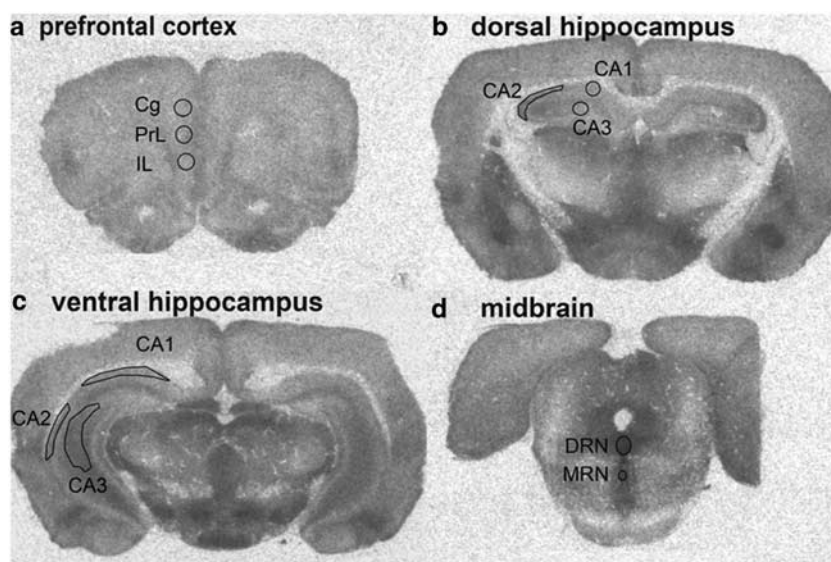 a prefrontal cortex
Cg
PrL
IL
b dorsal hippocampus
CA1
CA2
CA3
c ventral hippocampus
CA1
CA2
CA3
d midbrain
DRN
MRN